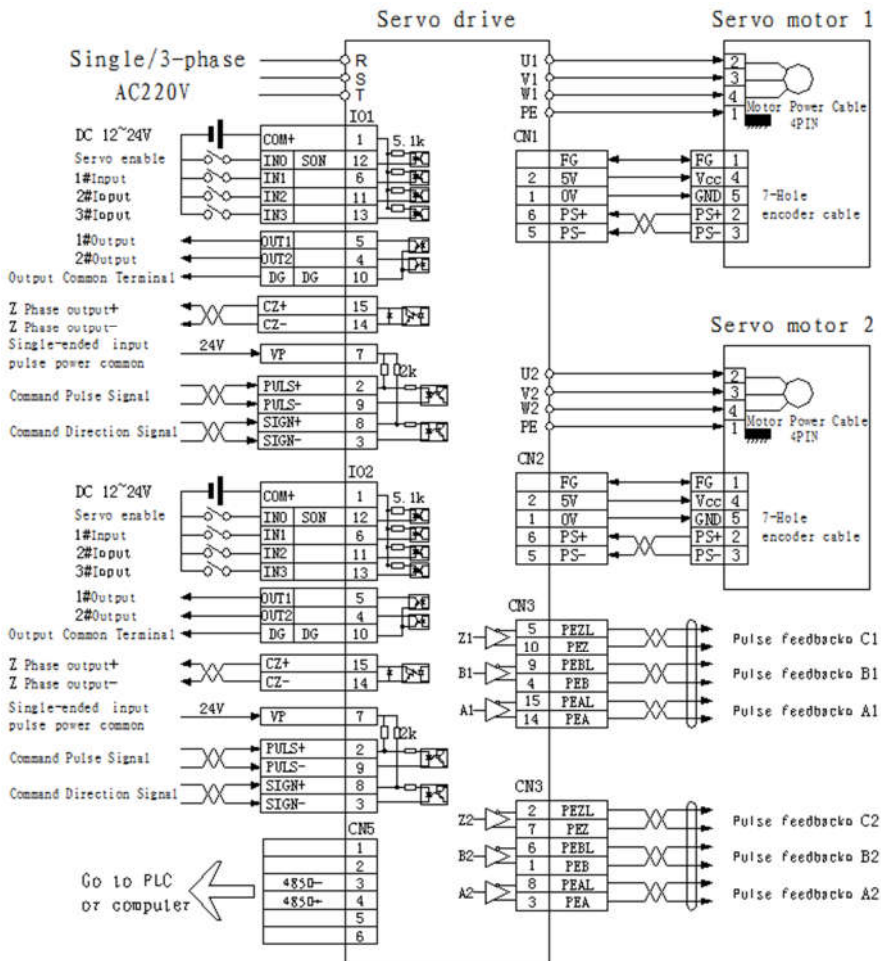 Servo drive
Servo motor 1
Single/3-phase
AC220V
R
S
T
IO1
DC 12~24V
COM+ 1 5.1k
Servo enable IN0 SON 12
1#Input IN1 6
2#Input IN2 11
3#Input IN3 13
1#Output OUT1 5
2#Output OUT2 4
Output Common Terminal DG DG 10
Z Phase output+ CZ+ 15
Z Phase output- CZ- 14
Single-ended input
pulse power common
24V VP 7
2k
Command Pulse Signal
PULS+ 2
PULS- 9
Command Direction Signal
SIGN+ 8
SIGN- 3
IO2
DC 12~24V
COM+ 1 5.1k
Servo enable IN0 SON 12
1#Input IN1 6
2#Input IN2 11
3#Input IN3 13
1#Output OUT1 5
2#Output OUT2 4
Output Common Terminal DG DG 10
Z Phase output+ CZ+ 15
Z Phase output- CZ- 14
Single-ended input
pulse power common
24V VP 7
2k
Command Pulse Signal
PULS+ 2
PULS- 9
Command Direction Signal
SIGN+ 8
SIGN- 3
CN5
1
2
485O- 3
485O+ 4
5
6
Go to PLC
or computer
U1 2
V1 3
W1 4
PE 1
Motor Power Cable
4PIN
CN1
FG FG 1
2 5V Vcc 4
1 0V GND 5
6 PS+ PS+ 2
5 PS- PS- 3
7-Hole
encoder cable
Servo motor 2
U2 2
V2 3
W2 4
PE 1
Motor Power Cable
4PIN
CN2
FG FG 1
2 5V Vcc 4
1 0V GND 5
6 PS+ PS+ 2
5 PS- PS- 3
7-Hole
encoder cable
CN3
Z1 5 PEZL
10 PEZ
Pulse feedbacko C1
B1 9 PEBL
4 PEB
Pulse feedbacko B1
A1 15 PEAL
14 PEA
Pulse feedbacko A1
CN3
Z2 2 PEZL
7 PEZ
Pulse feedbacko C2
B2 6 PEBL
1 PEB
Pulse feedbacko B2
A2 8 PEAL
3 PEA
Pulse feedbacko A2